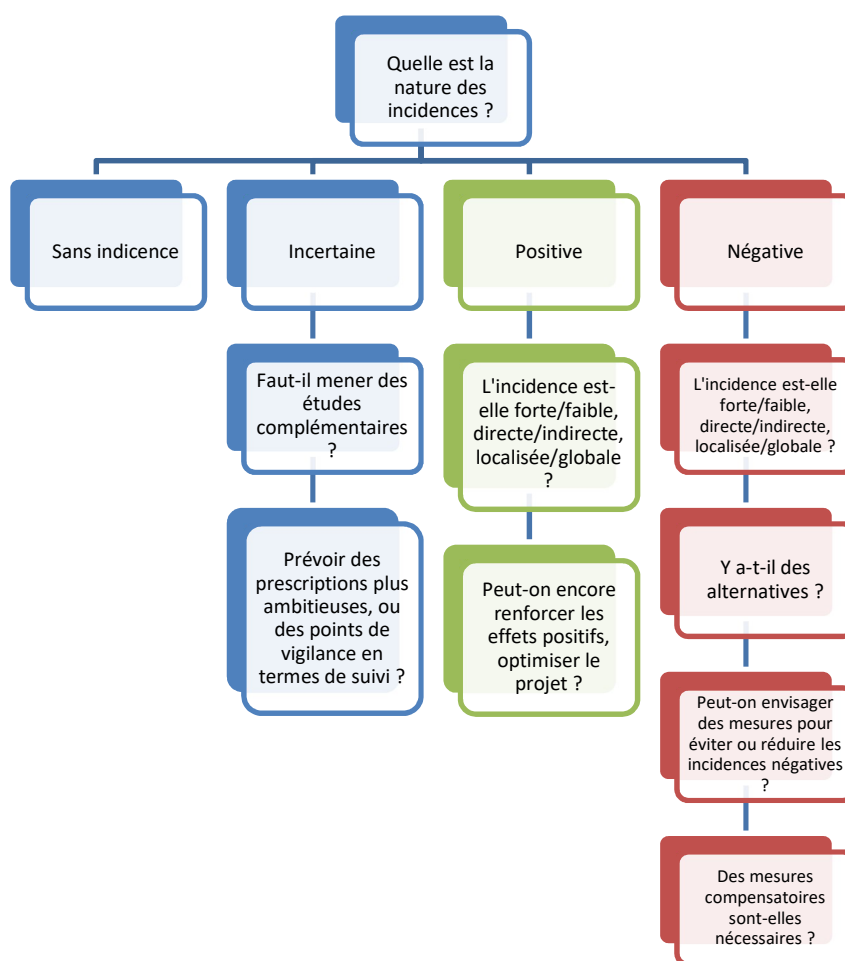 Quelle est la
nature des
incidences ?
Sans indicence
Incertaine
Positive
Négative
Faut-il mener des
études
complémentaires
?
L'incidence est-
elle forte/faible,
directe/indirecte,
localisée/globale
?
L'incidence est-elle
forte/faible,
directe/indirecte,
localisée/globale ?
Prévoir des
prescriptions plus
ambitieuses, ou
des points de
vigilance en
termes de suivi ?
Peut-on encore
renforcer les
effets positifs,
optimiser le
projet ?
Y a-t-il des
alternatives ?
Peut-on envisager
des mesures pour
éviter ou réduire les
incidences négatives
?
Des mesures
compensatoires
sont-elles
nécessaires ?